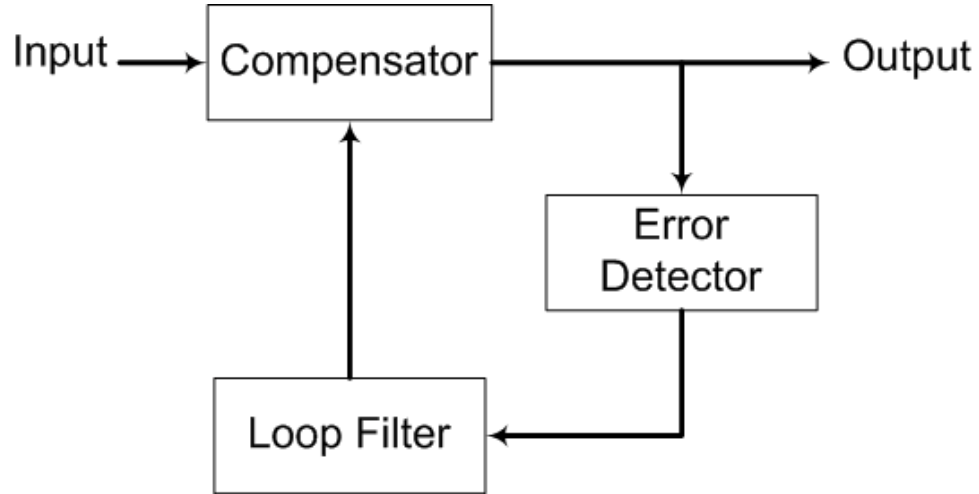 Input
Compensator
Output
Error
Detector
Loop Filter